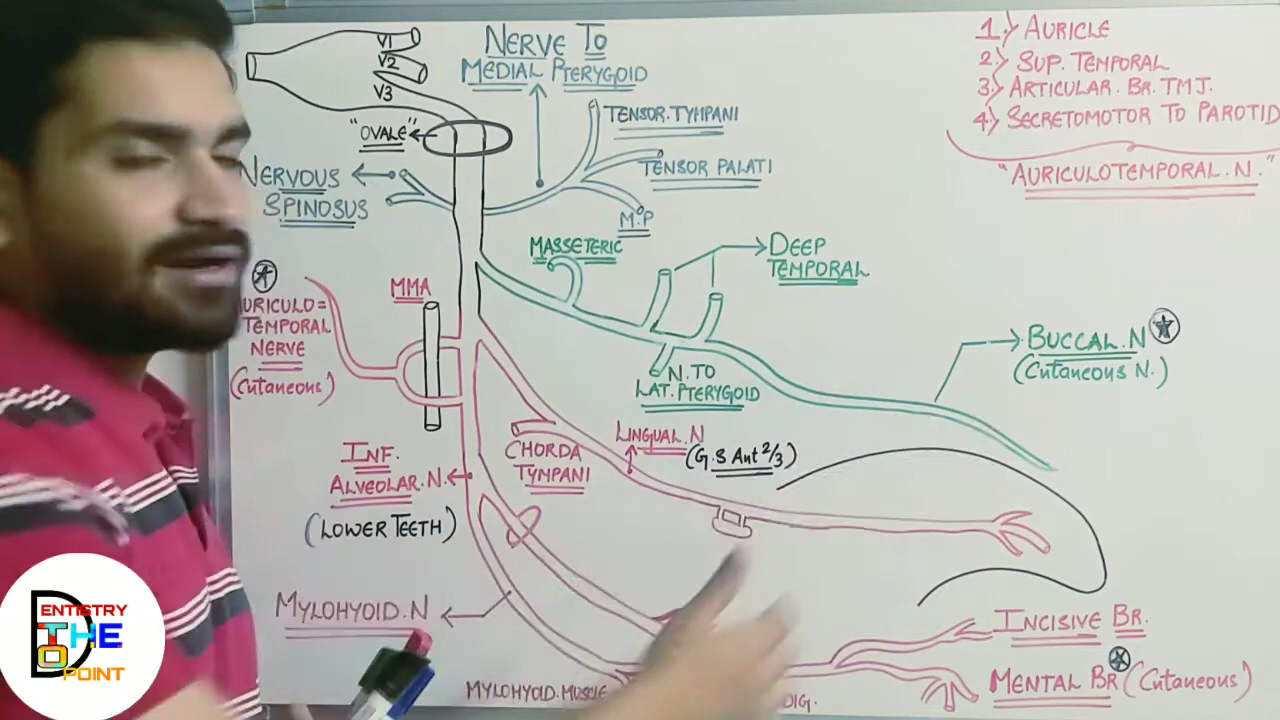 V1
V2
V3
"OVALE"
NERVE TO
MEDIAL PTERYGOID
TENSOR.TYMPANI
TENSOR PALATI
M.P
NERVOUS
SPINOSUS
1.) AURICLE
2.) SUP. TEMPORAL
3) ARTICULAR. BR. TMJ.
4.) SECRETOMOTOR TO PAROTID
"AURICULOTEMPORAL.N."
MASSETERIC
DEEP
TEMPORAL
MMA
TEMPORAL
NERVE
(Cutaneous)
N. TO
LAT. PTERYGOID
BUCCAL.N
(Cutaneous N.)
CHORDA
TYMPANI
LINGUAL.N
(G.S Ant 2/3)
INF.
ALVEOLAR.N.
(LOWER TEETH)
MYLOHYOID.N
MYLOHYOID.MUSCLE
DIG.
INCISIVE BR.
MENTAL BR (Cutaneous)
DENTISTRY
TO THE
POINT